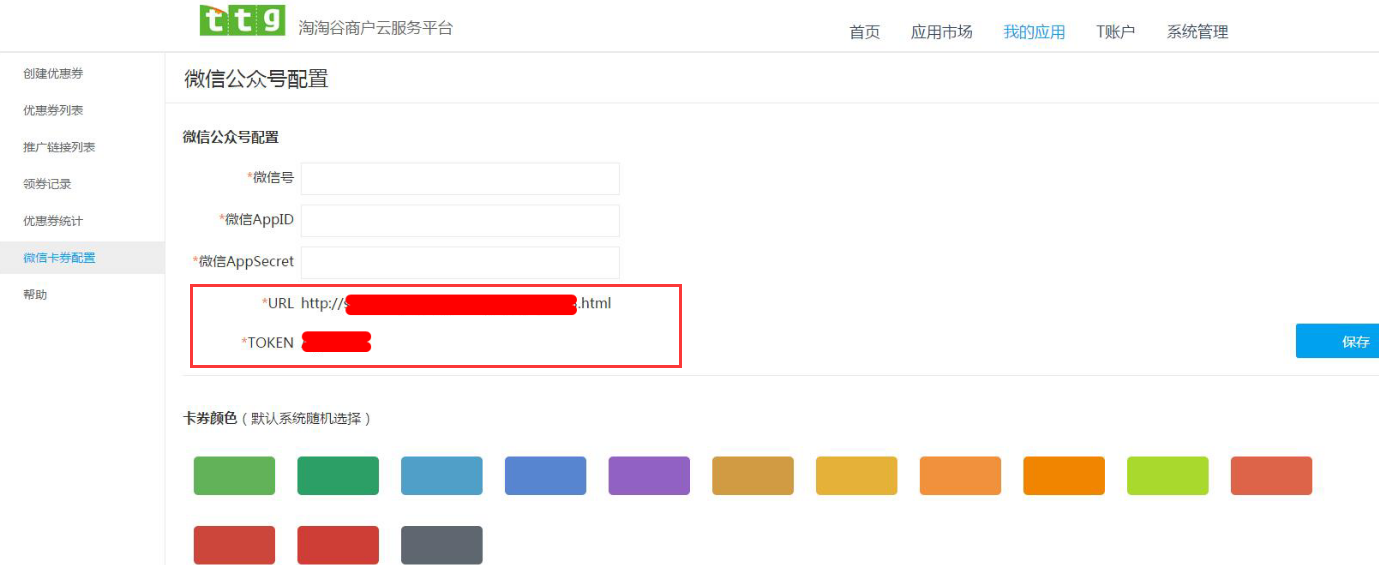 ttg 淘淘谷商户云服务平台
首页 应用市场 我的应用 T账户 系统管理
创建优惠券
优惠券列表
推广链接列表
领券记录
优惠券统计
微信卡券配置
帮助
微信公众号配置
微信公众号配置
*微信号
*微信AppID
*微信AppSecret
*URL http:// .html
*TOKEN
保存
卡券颜色（默认系统随机选择）